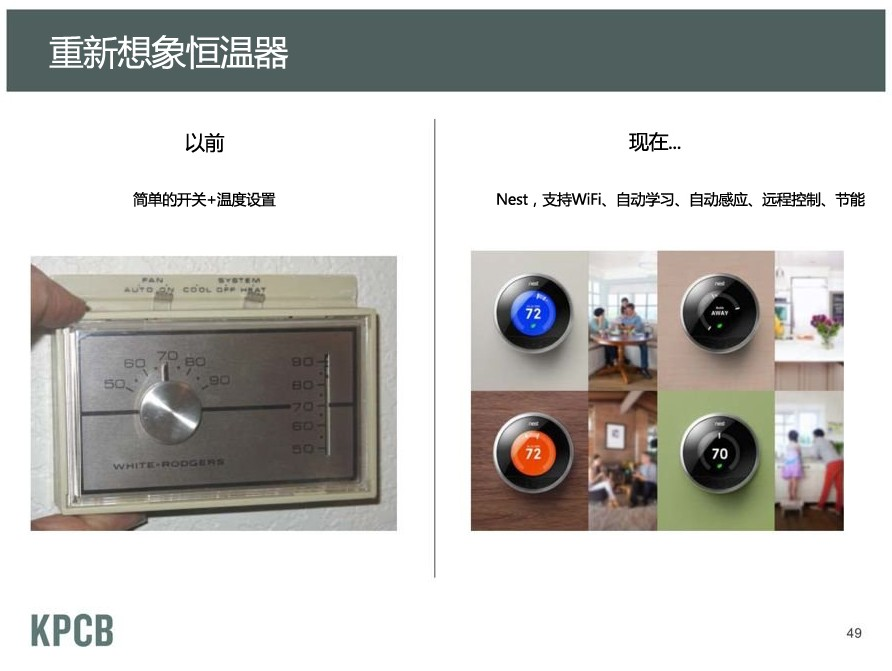 重新想象恒温器
以前
简单的开关+温度设置
FAN SYSTEM
AUTO ON COOL OFF HEAT
50 60 70 80 90
90
80
70
60
50
WHITE-RODGERS
现在...
Nest，支持WiFi、自动学习、自动感应、远程控制、节能
nest
72
nest
AUTO
AWAY
nest
72
nest
70
KPCB
49